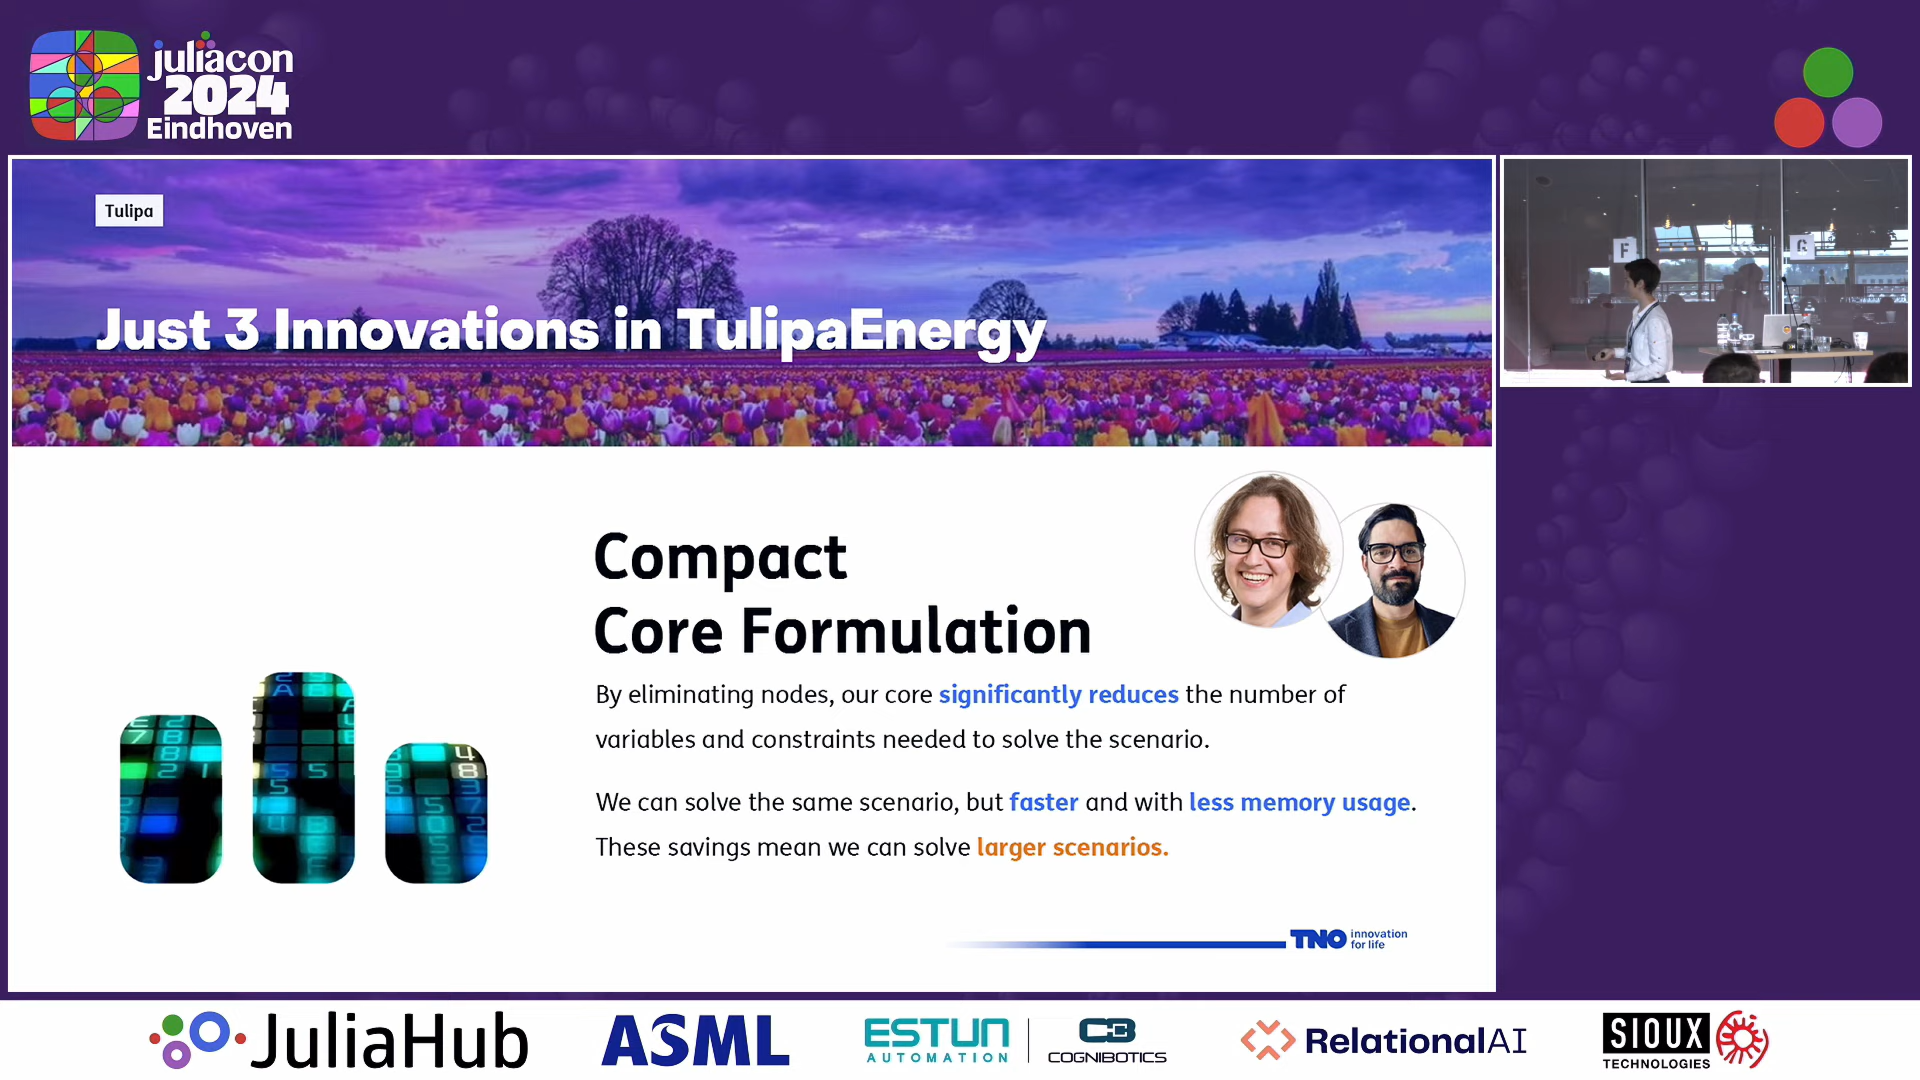 juliacon
2024
Eindhoven
Tulipa
Just 3 Innovations in TulipaEnergy
F
G
Compact
Core Formulation
By eliminating nodes, our core significantly reduces the number of
variables and constraints needed to solve the scenario.
We can solve the same scenario, but faster and with less memory usage.
These savings mean we can solve larger scenarios.
TNO innovation
for life
JuliaHub
ASML
ESTUN
AUTOMATION
COGNIBOTICS
RelationalAI
SIOUX
TECHNOLOGIES